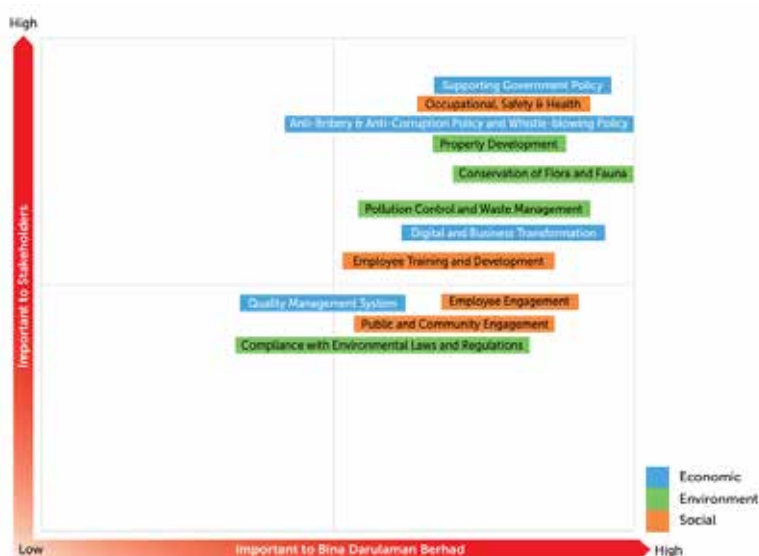 High
Supporting Government Policy
Occupational, Safety & Health
Anti-Bribery & Anti-Corruption Policy and Whistle-blowing Policy
Property Development
Conservation of Flora and Fauna
Pollution Control and Waste Management
Digital and Business Transformation
Employee Training and Development
Important to Stakeholders
Quality Management System
Employee Engagement
Public and Community Engagement
Compliance with Environmental Laws and Regulations
Economic
Environment
Social
Low
Important to Bina Darulaman Berhad
High